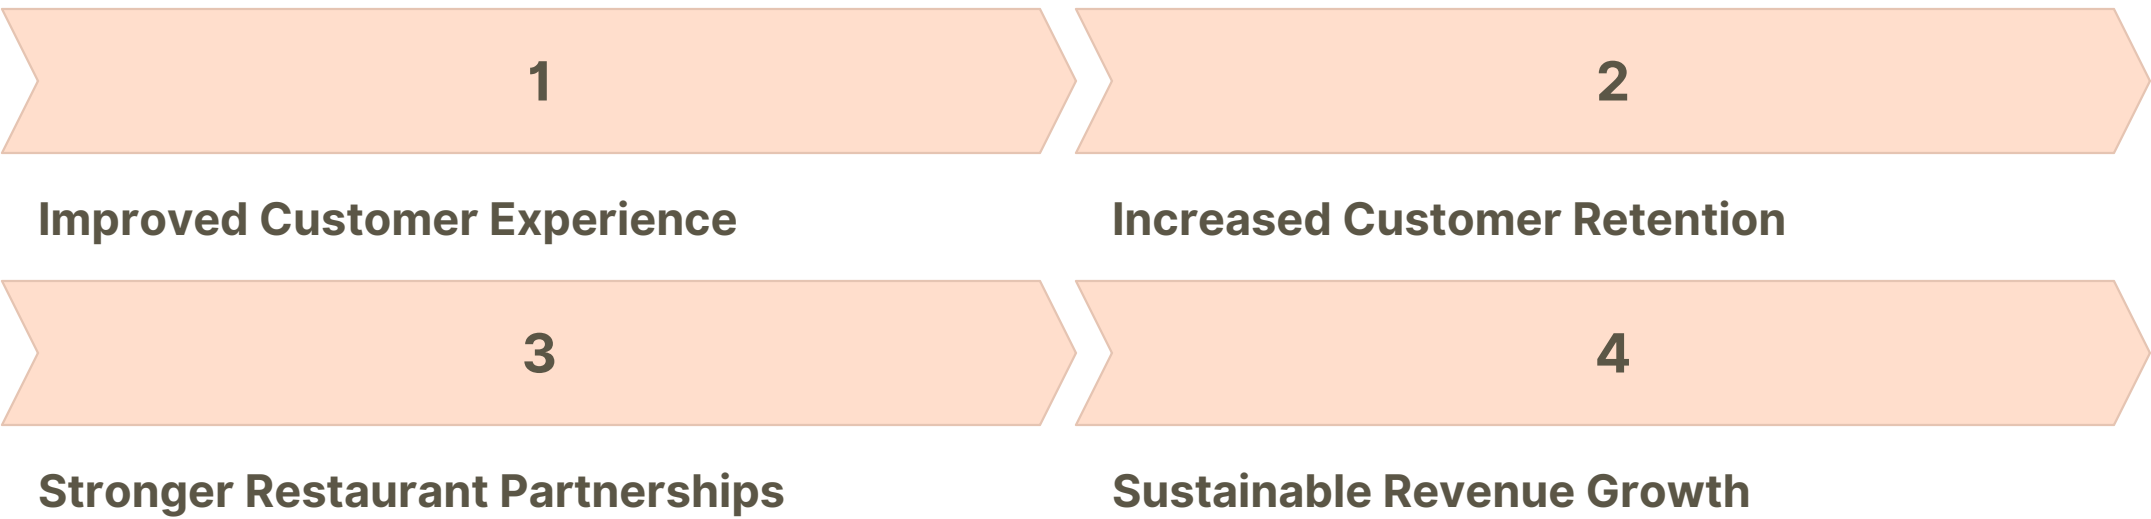 1
2
Improved Customer Experience
Increased Customer Retention
3
4
Stronger Restaurant Partnerships
Sustainable Revenue Growth